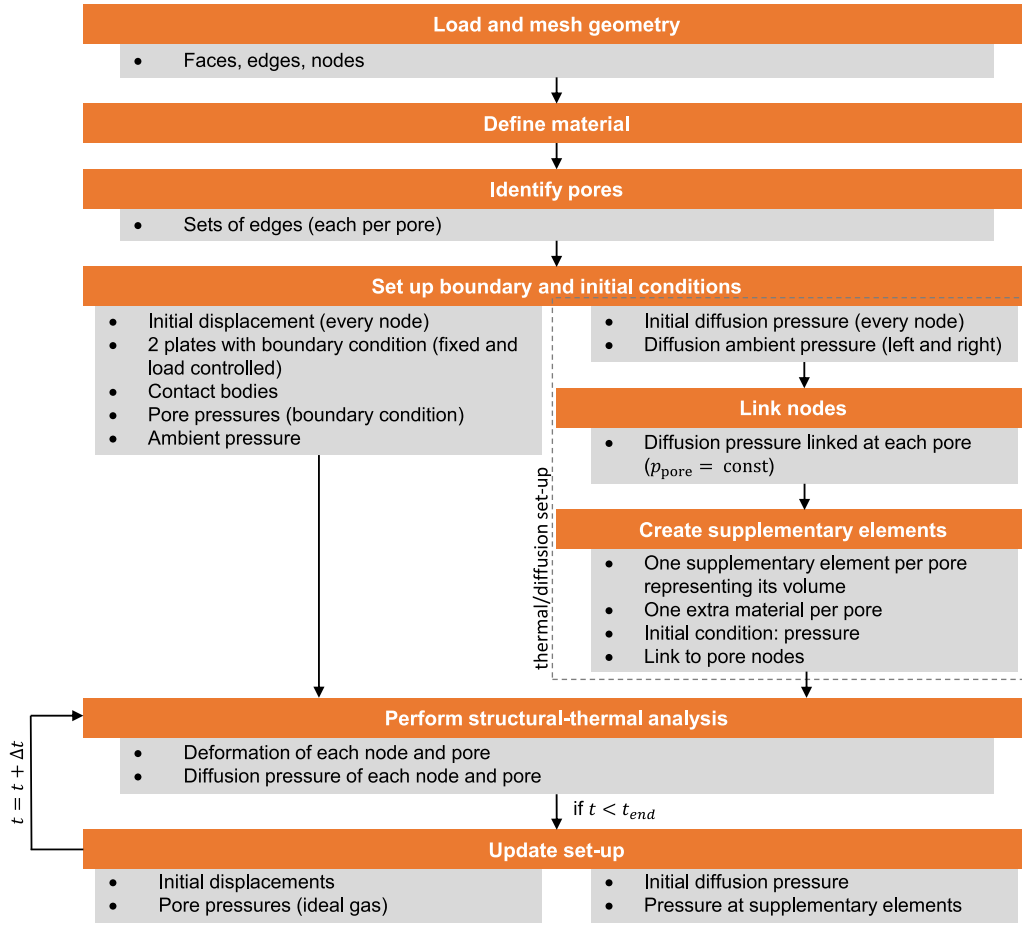 Load and mesh geometry
• Faces, edges, nodes
Define material
Identify pores
• Sets of edges (each per pore)
Set up boundary and initial conditions
• Initial displacement (every node)
• 2 plates with boundary condition (fixed and
load controlled)
• Contact bodies
• Pore pressures (boundary condition)
• Ambient pressure
• Initial diffusion pressure (every node)
• Diffusion ambient pressure (left and right)
Link nodes
• Diffusion pressure linked at each pore
(p_pore = const)
Create supplementary elements
• One supplementary element per pore
representing its volume
• One extra material per pore
• Initial condition: pressure
• Link to pore nodes
thermal/diffusion set-up
Perform structural-thermal analysis
• Deformation of each node and pore
• Diffusion pressure of each node and pore
t = t + Δt
if t < t_end
Update set-up
• Initial displacements
• Pore pressures (ideal gas)
• Initial diffusion pressure
• Pressure at supplementary elements